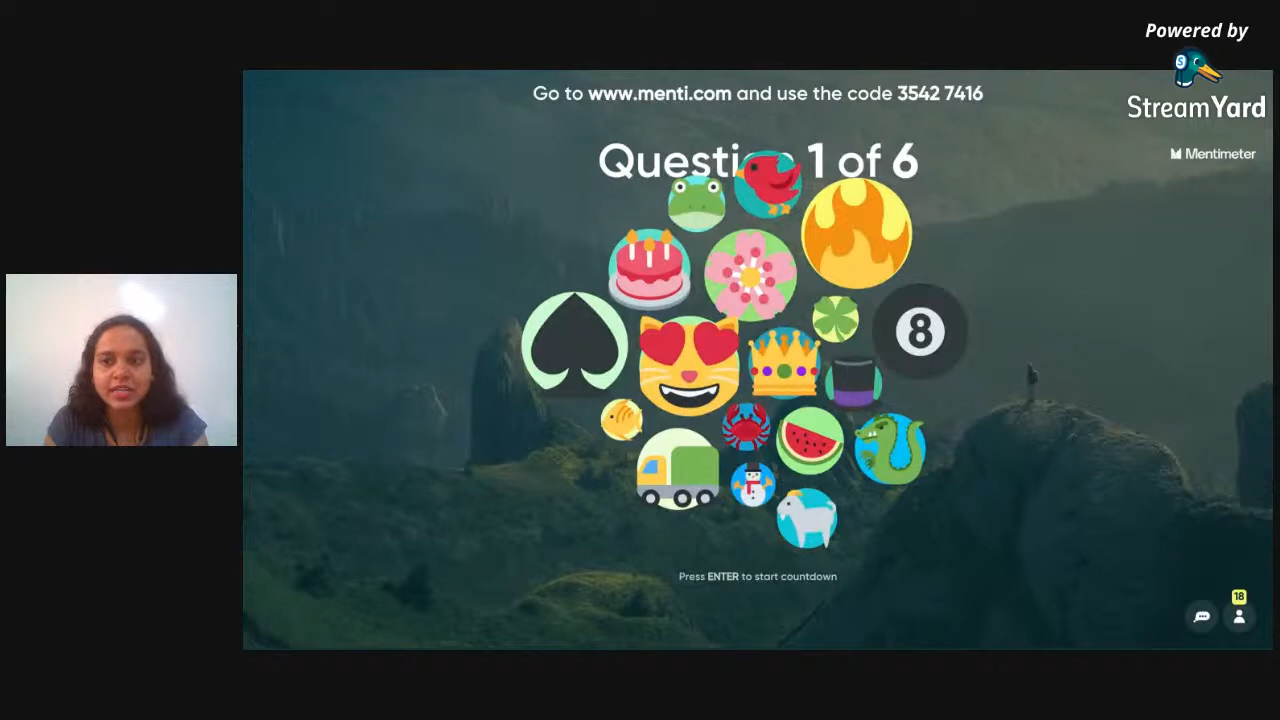 Powered by
StreamYard
Go to www.menti.com and use the code 3542 7416
Mentimeter
Question 1 of 6
8
Press ENTER to start countdown
18